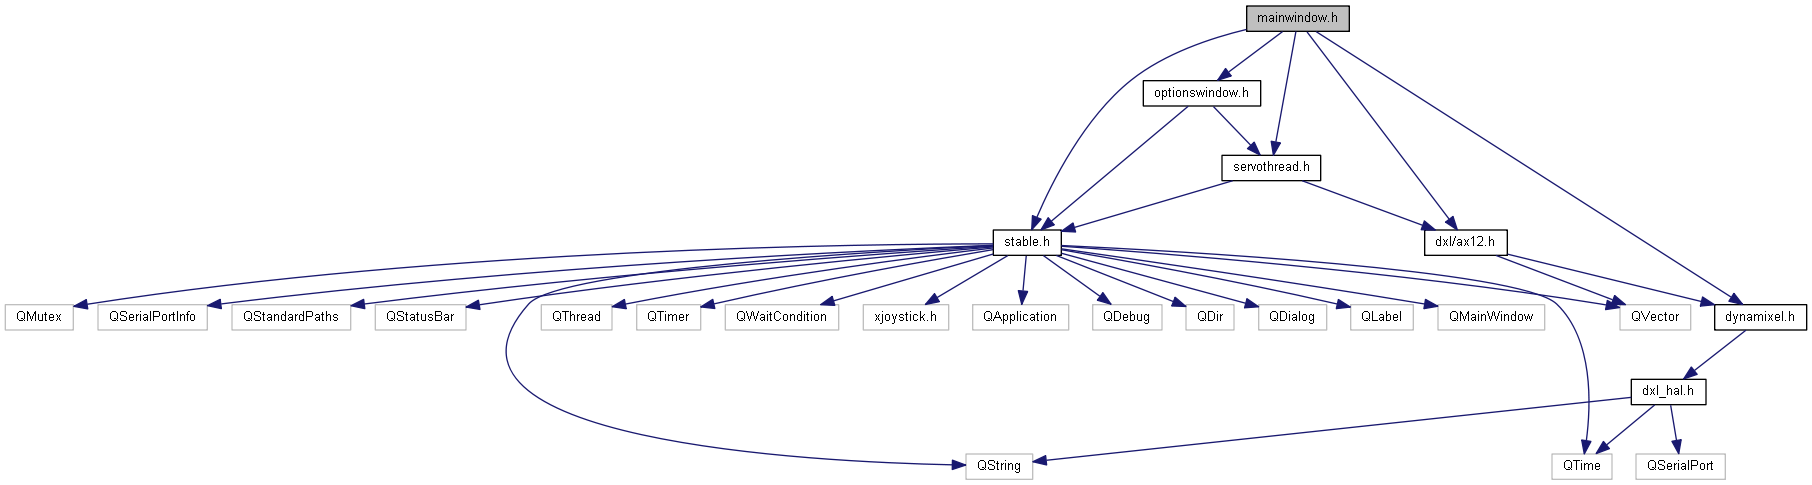 mainwindow.h
optionswindow.h
servothread.h
stable.h
dxl/ax12.h
QMutex
QSerialPortInfo
QStandardPaths
QStatusBar
QThread
QTimer
QWaitCondition
xjoystick.h
QApplication
QDebug
QDir
QDialog
QLabel
QMainWindow
QVector
dynamixel.h
dxl_hal.h
QString
QTime
QSerialPort